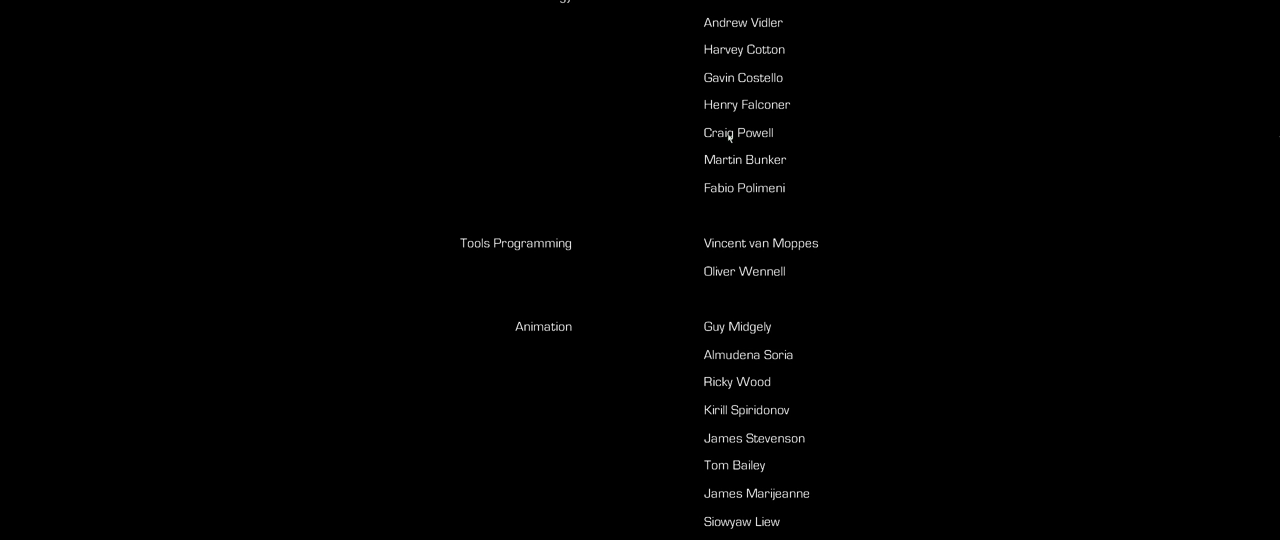 Andrew Vidler
Harvey Cotton
Gavin Costello
Henry Falconer
Craig Powell
Martin Bunker
Fabio Polimeni
Tools Programming Vincent van Moppes
Oliver Wennell
Animation Guy Midgely
Almudena Soria
Ricky Wood
Kirill Spiridonov
James Stevenson
Tom Bailey
James Marijeanne
Siowyaw Liew